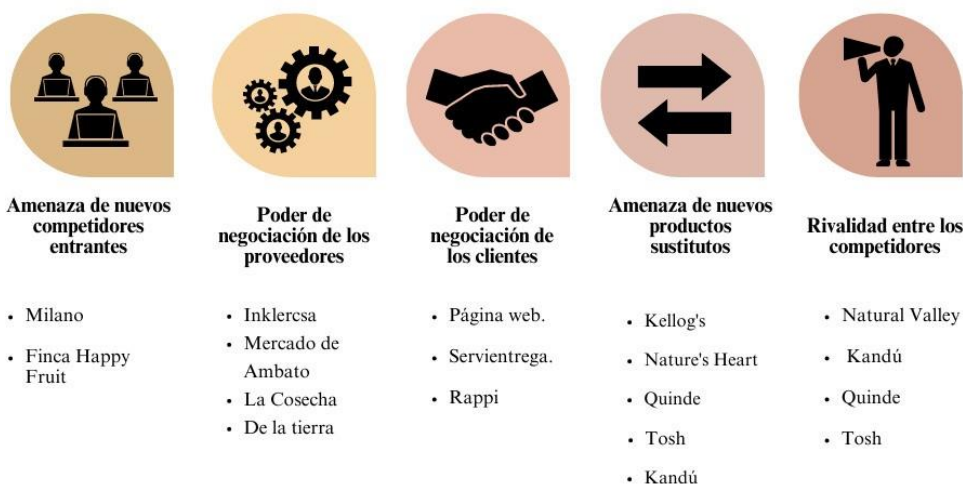 Amenaza de nuevos
competidores
entrantes
• Milano
• Finca Happy
Fruit
Poder de
negociación de los
proveedores
• Inklercsa
• Mercado de
Ambato
• La Cosecha
• De la tierra
Poder de
negociación de
los clientes
• Página web.
• Servientrega.
• Rappi
Amenaza de nuevos
productos
sustitutos
• Kellog's
• Nature's Heart
• Quinde
• Tosh
• Kandú
Rivalidad entre los
competidores
• Natural Valley
• Kandú
• Quinde
• Tosh